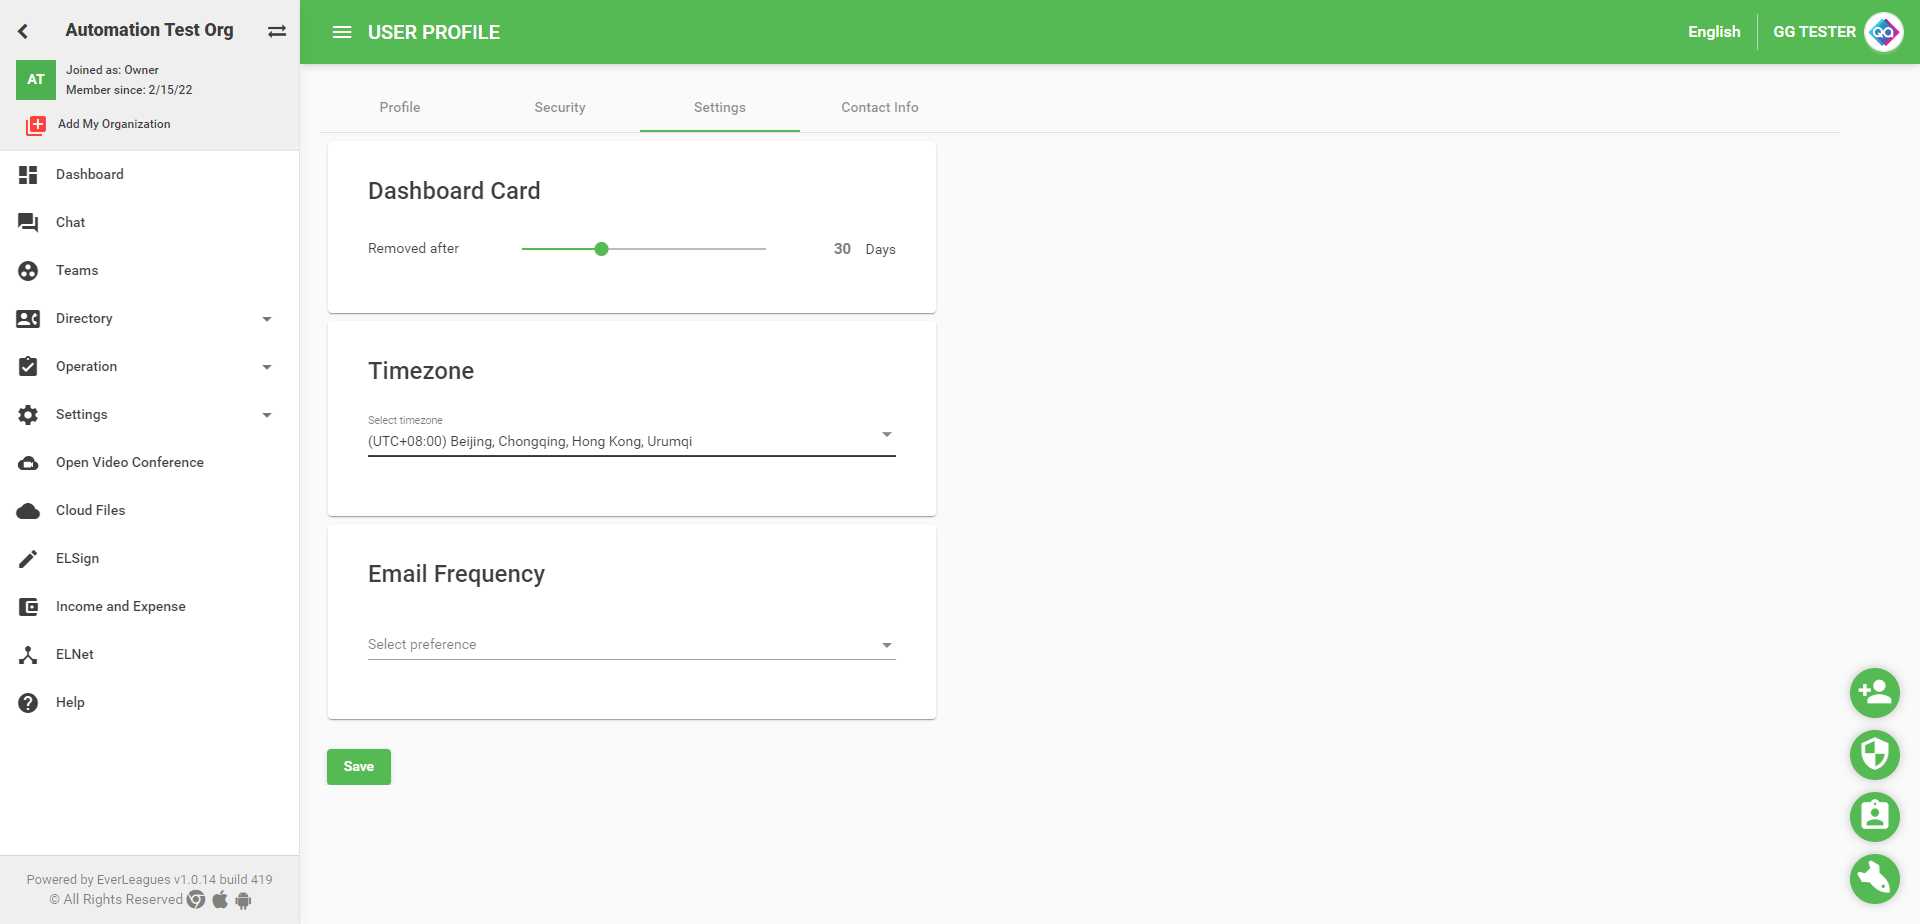 Automation Test Org
AT
Joined as: Owner
Member since: 2/15/22
Add My Organization
Dashboard
Chat
Teams
Directory
Operation
Settings
Open Video Conference
Cloud Files
ELSign
Income and Expense
ELNet
Help
Powered by EverLeagues v1.0.14 build 419
© All Rights Reserved
USER PROFILE
English
GG TESTER
QA
Profile
Security
Settings
Contact Info
Dashboard Card
Removed after
30 Days
Timezone
Select timezone
(UTC+08:00) Beijing, Chongqing, Hong Kong, Urumqi
Email Frequency
Select preference
Save